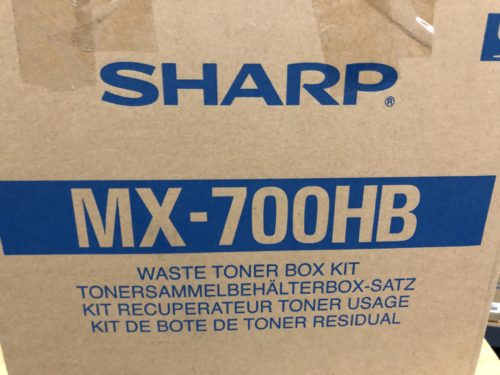 SHARP®
MX-700HB
WASTE TONER BOX KIT
TONERSAMMELBEHÄLTERBOX-SATZ
KIT RECUPERATEUR TONER USAGE
KIT DE BOTE DE TONER RESIDUAL